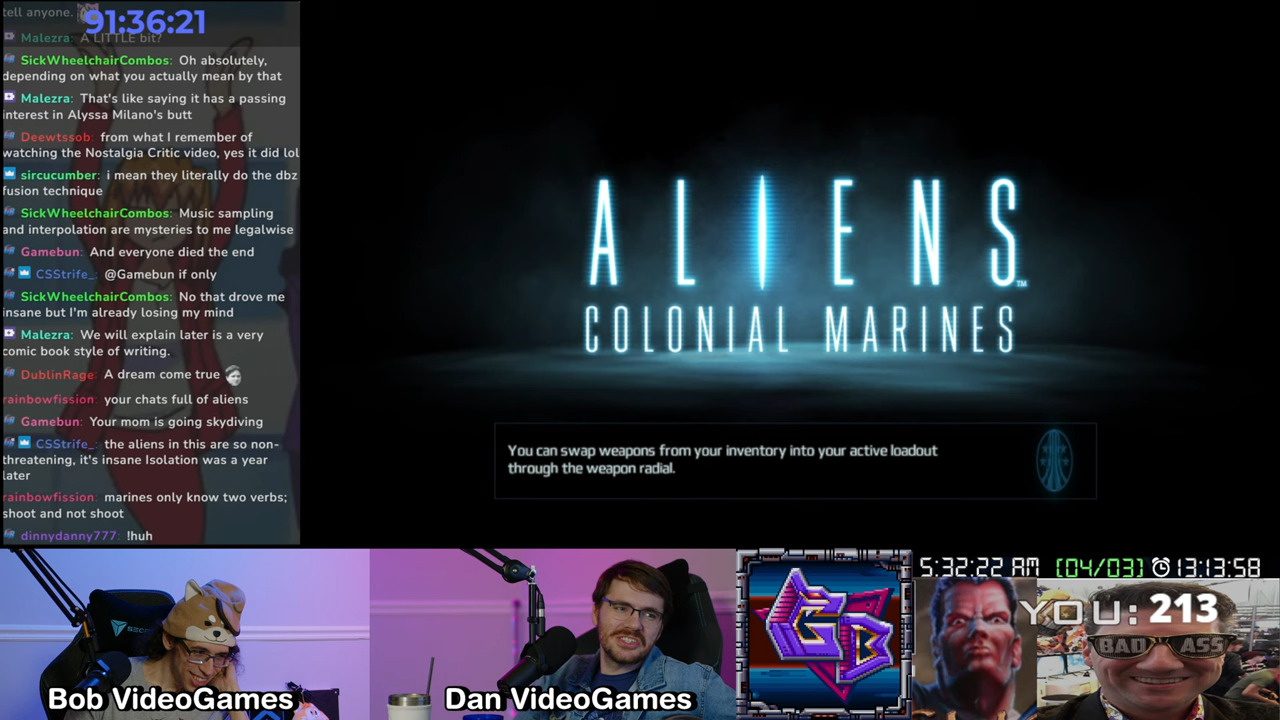 tell anyone.
91:36:21
Malezra: A LITTLE bit?
SickWheelchairCombos: Oh absolutely,
depending on what you actually mean by that
Malezra: That's like saying it has a passing
interest in Alyssa Milano's butt
Deewtssob: from what I remember of
watching the Nostalgia Critic video, yes it did lol
sircucumber: i mean they literally do the dbz
fusion technique
SickWheelchairCombos: Music sampling
and interpolation are mysteries to me legalwise
Gamebun: And everyone died the end
CSStrife_: @Gamebun if only
SickWheelchairCombos: No that drove me
insane but I'm already losing my mind
Malezra: We will explain later is a very
comic book style of writing.
DublinRage: A dream come true
rainbowfission: your chats full of aliens
Gamebun: Your mom is going skydiving
CSStrife_: the aliens in this are so non-
threatening, it's insane Isolation was a year
later
rainbowfission: marines only know two verbs;
shoot and not shoot
dinnydanny777: !huh
ALIENS™
COLONIAL MARINES
You can swap weapons from your inventory into your active loadout
through the weapon radial.
Bob VideoGames
Dan VideoGames
GB
5:32:22 AM [04/03] 13:13:58
YOU: 213
BAD ASS